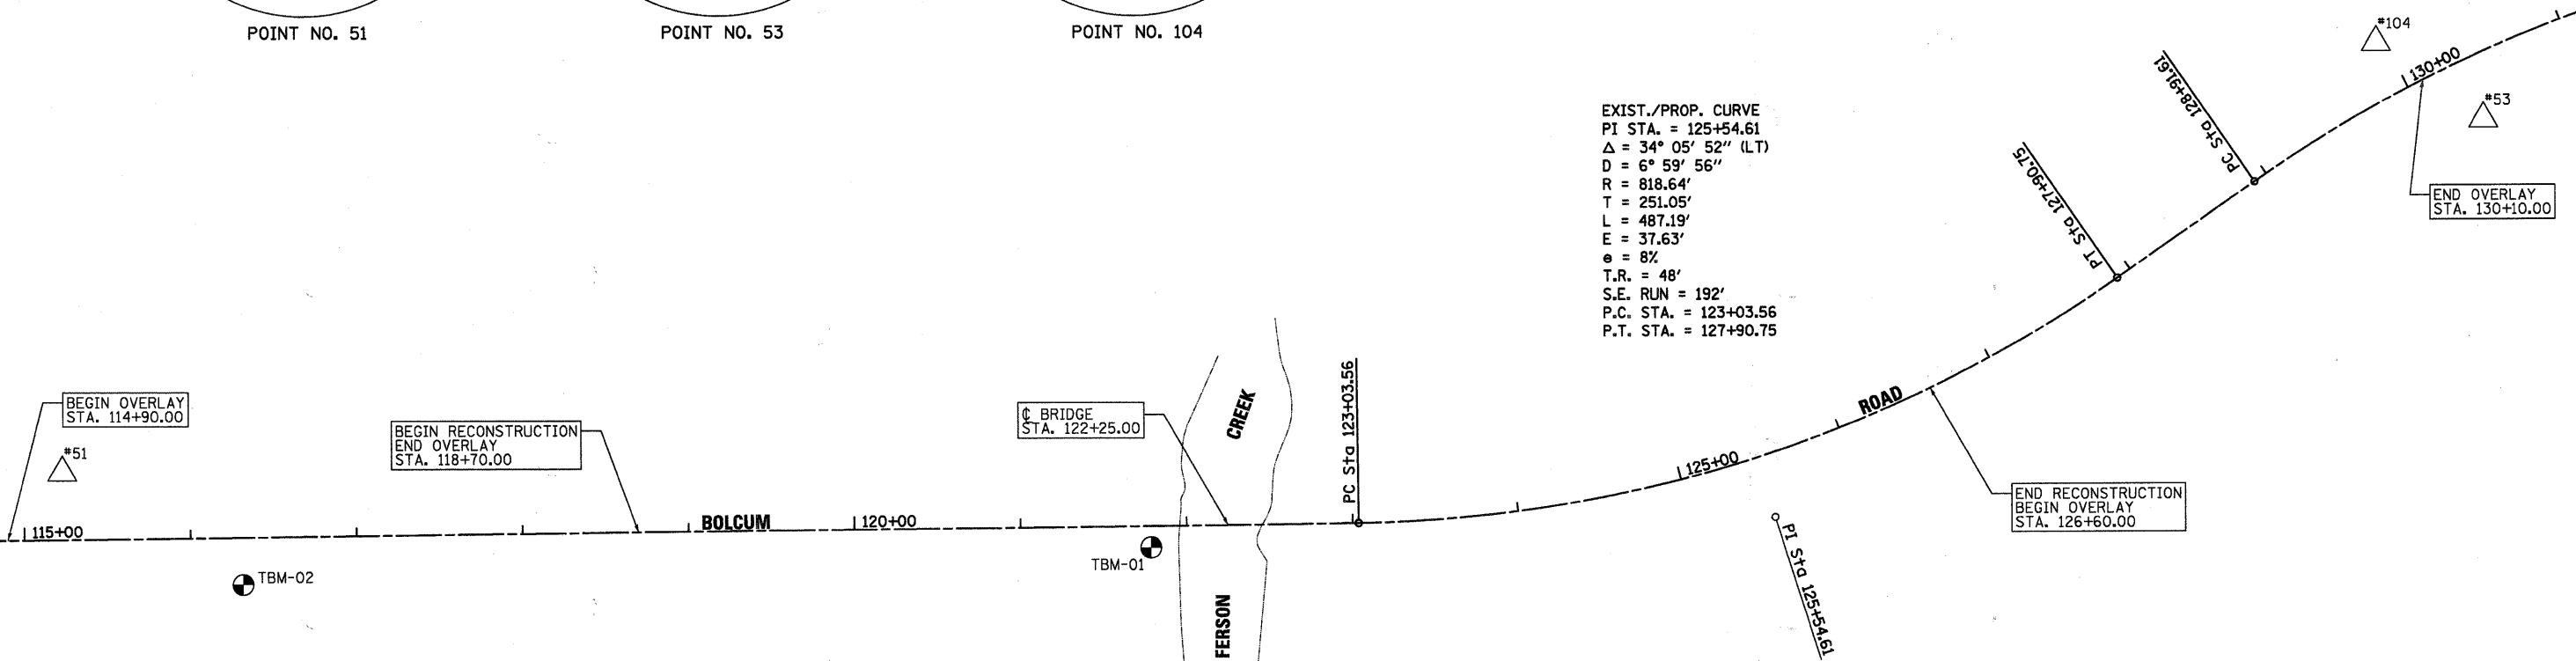 POINT NO. 51
POINT NO. 53
POINT NO. 104
#104
130+00
PC Sta 128+91.61
#53
EXIST./PROP. CURVE
PI STA. = 125+54.61
Δ = 34° 05' 52" (LT)
D = 6° 59' 56"
R = 818.64'
T = 251.05'
L = 487.19'
E = 37.63'
e = 8%
T.R. = 48'
S.E. RUN = 192'
P.C. STA. = 123+03.56
P.T. STA. = 127+90.75
PT Sta 127+90.75
END OVERLAY
STA. 130+10.00
BEGIN OVERLAY
STA. 114+90.00
#51
BEGIN RECONSTRUCTION
END OVERLAY
STA. 118+70.00
℄ BRIDGE
STA. 122+25.00
CREEK
PC Sta 123+03.56
ROAD
125+00
END RECONSTRUCTION
BEGIN OVERLAY
STA. 126+60.00
115+00
BOLCUM
120+00
TBM-02
TBM-01
FERSON
PI Sta 125+54.61